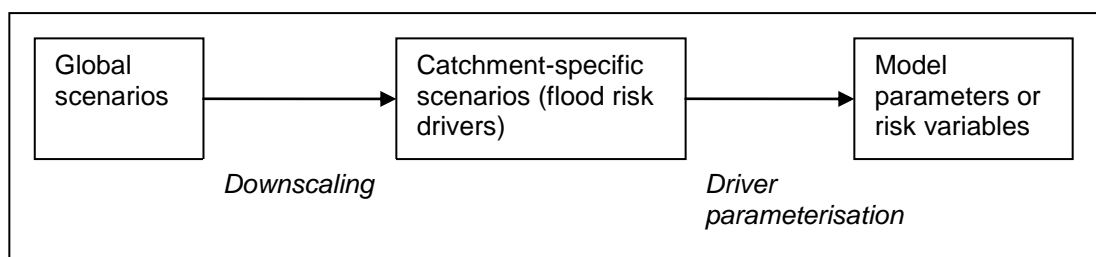 Global
scenarios
Catchment-specific
scenarios (flood risk
drivers)
Model
parameters or
risk variables
Downscaling
Driver
parameterisation